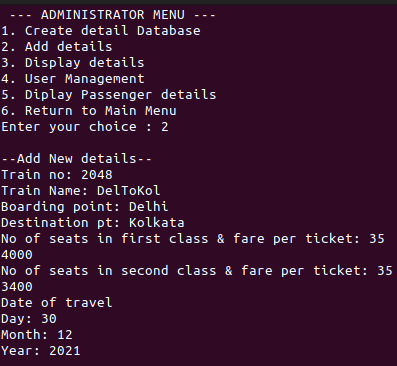 --- ADMINISTRATOR MENU ---
1. Create detail Database
2. Add details
3. Display details
4. User Management
5. Diplay Passenger details
6. Return to Main Menu
Enter your choice : 2
--Add New details--
Train no: 2048
Train Name: DelToKol
Boarding point: Delhi
Destination pt: Kolkata
No of seats in first class & fare per ticket: 35
4000
No of seats in second class & fare per ticket: 35
3400
Date of travel
Day: 30
Month: 12
Year: 2021